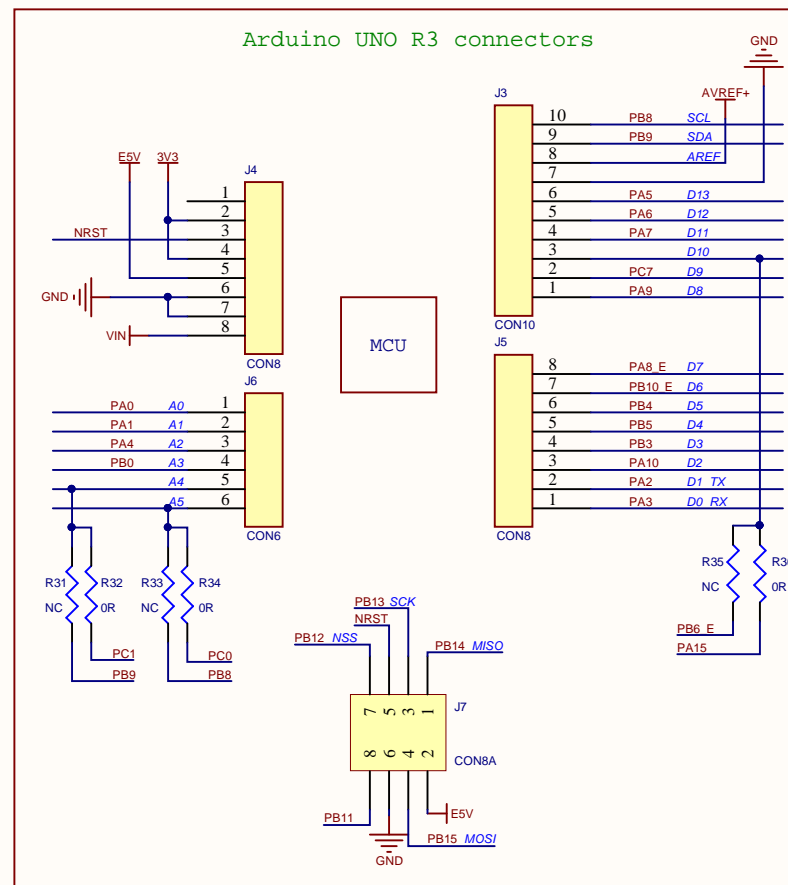 Arduino UNO R3 connectors
GND
J3
AVREF+
10 PB8 SCL
9 PB9 SDA
8 AREF
7
6 PA5 D13
5 PA6 D12
4 PA7 D11
3 D10
2 PC7 D9
1 PA9 D8
CON10
E5V 3V3
J4
1
2
NRST 3
4
5
GND 6
7
VIN 8
CON8
MCU
J5
8 PA8_E D7
7 PB10_E D6
6 PB4 D5
5 PB5 D4
4 PB3 D3
3 PA10 D2
2 PA2 D1 TX
1 PA3 D0 RX
CON8
J6
PA0 A0 1
PA1 A1 2
PA4 A2 3
PB0 A3 4
A4 5
A5 6
CON6
R31 R32 R33 R34
NC 0R NC 0R
PC1 PC0
PB9 PB8
R35
NC 0R
PB6_E
PA15
PB13 SCK
NRST
PB12 NSS PB14 MISO
7 5 3 1 J7
8 6 4 2 CON8A
PB11 E5V
PB15 MOSI
GND